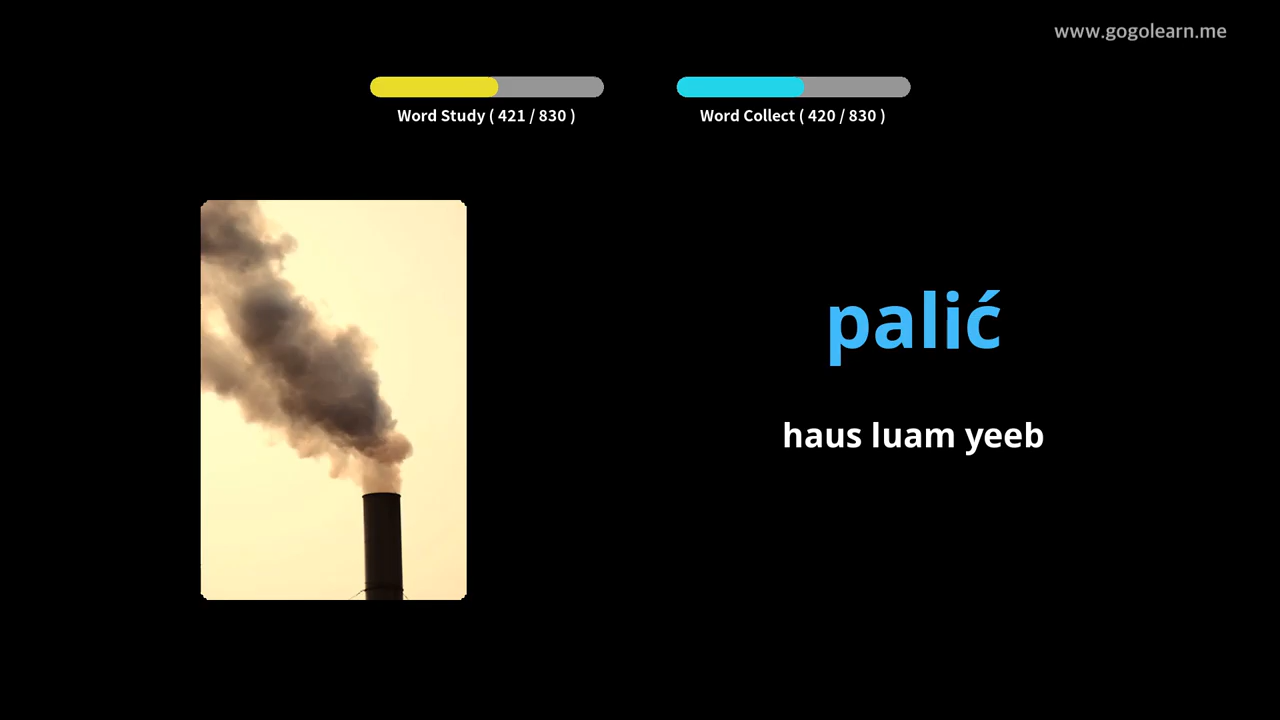 www.gogolearn.me
Word Study ( 421 / 830 )
Word Collect ( 420 / 830 )
palić
haus luam yeeb